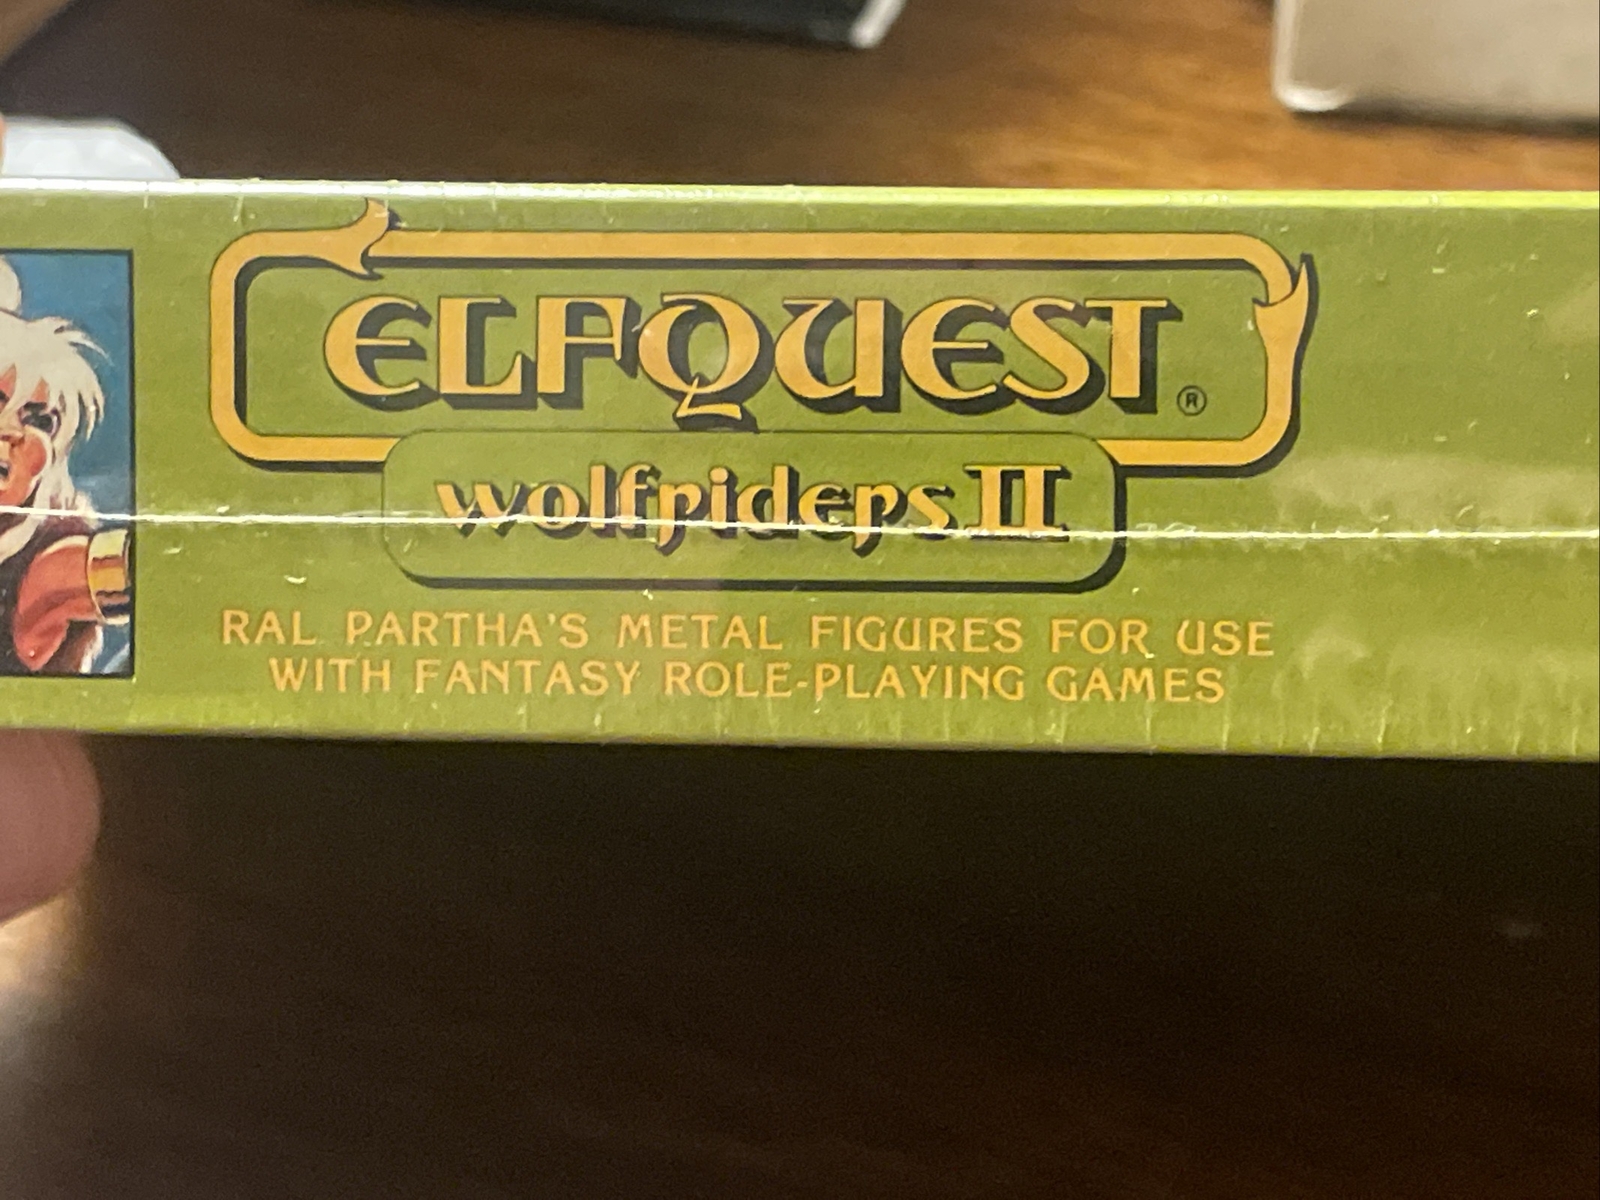 ELFQUEST®
wolfriders II
RAL PARTHA'S METAL FIGURES FOR USE
WITH FANTASY ROLE-PLAYING GAMES